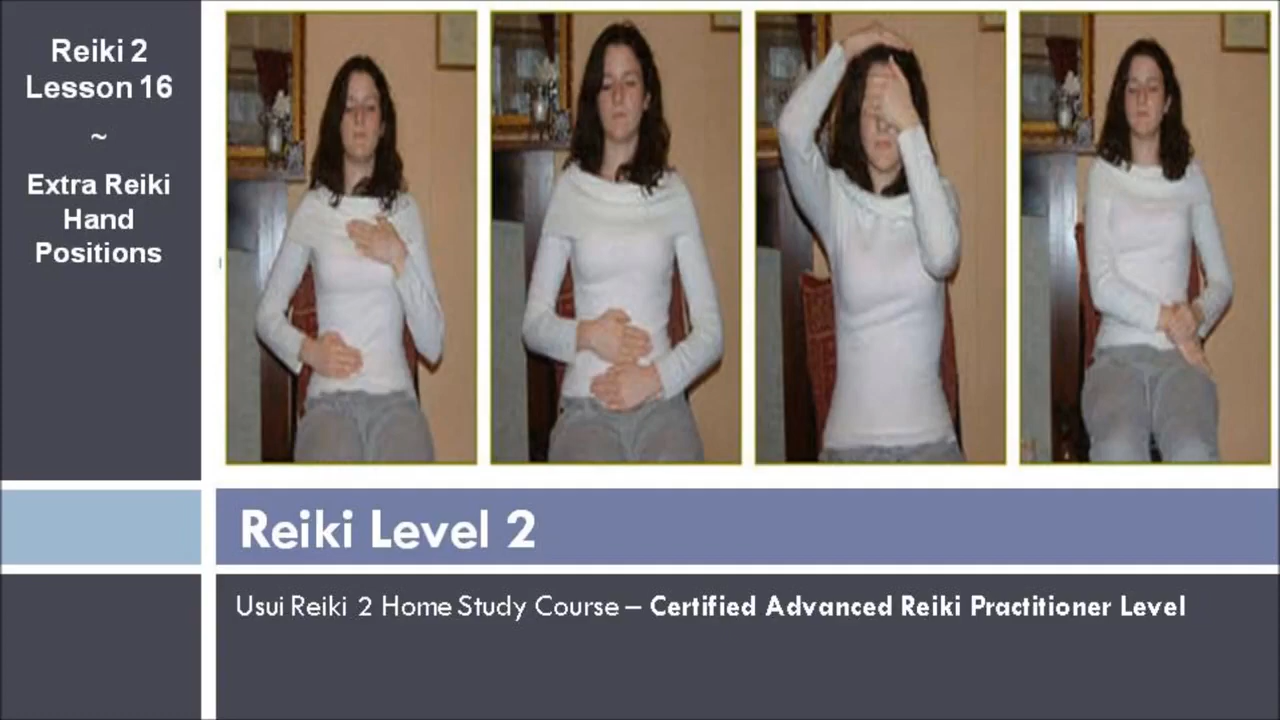 Reiki 2
Lesson 16
~
Extra Reiki
Hand
Positions
Reiki Level 2
Usui Reiki 2 Home Study Course – Certified Advanced Reiki Practitioner Level